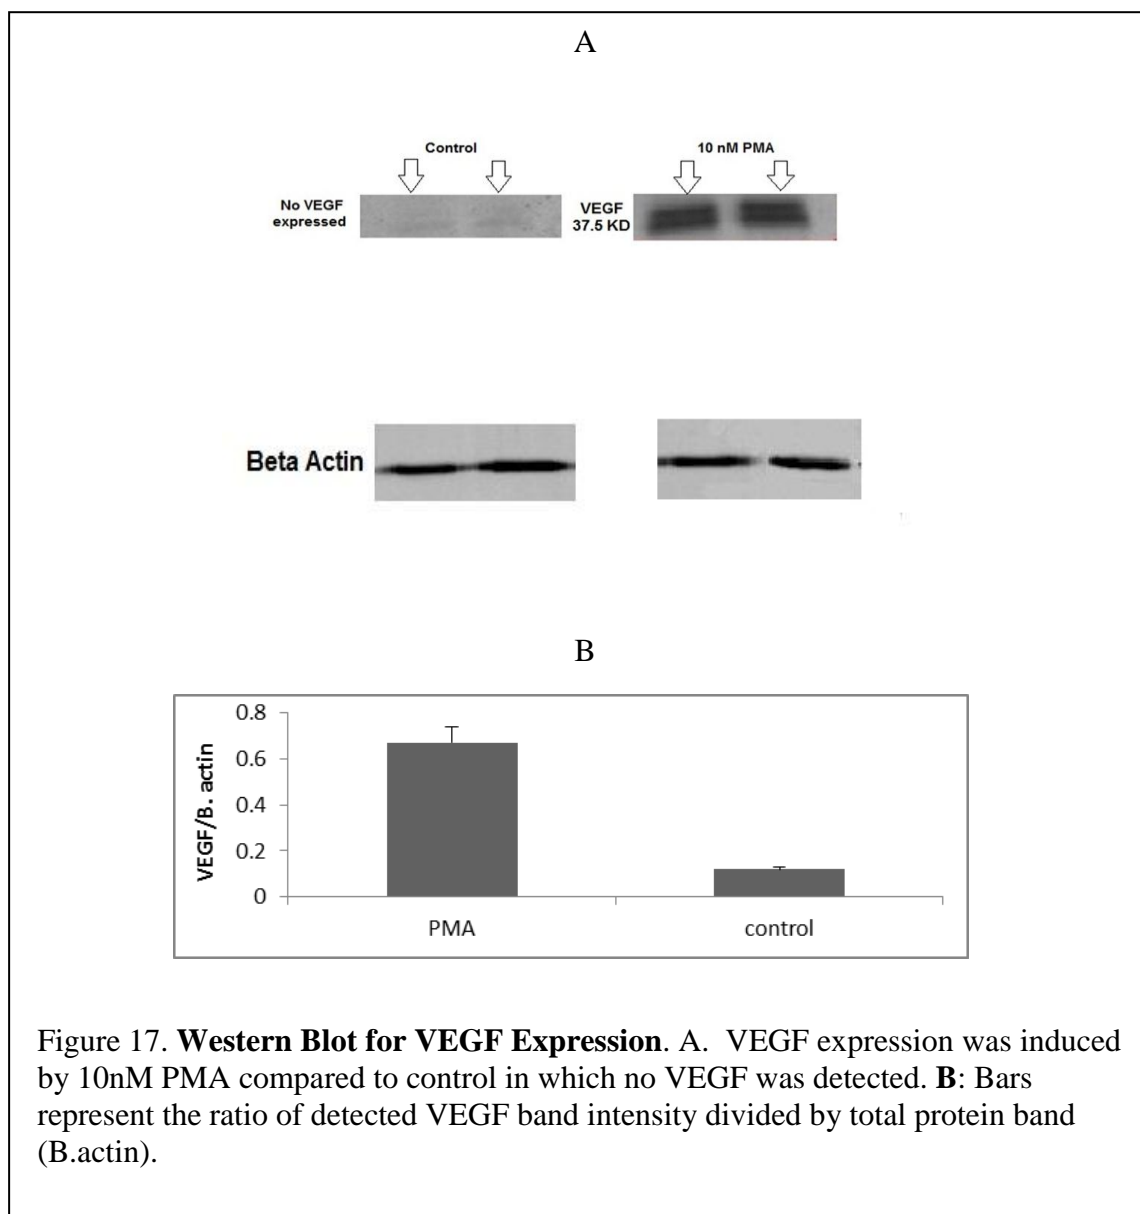 A
Control
10 nM PMA
No VEGF
expressed
VEGF
37.5 KD
Beta Actin
B
VEGF/B. actin
0.8
0.6
0.4
0.2
0
PMA
control
Figure 17. Western Blot for VEGF Expression. A.  VEGF expression was induced
by 10nM PMA compared to control in which no VEGF was detected. B: Bars
represent the ratio of detected VEGF band intensity divided by total protein band
(B.actin).